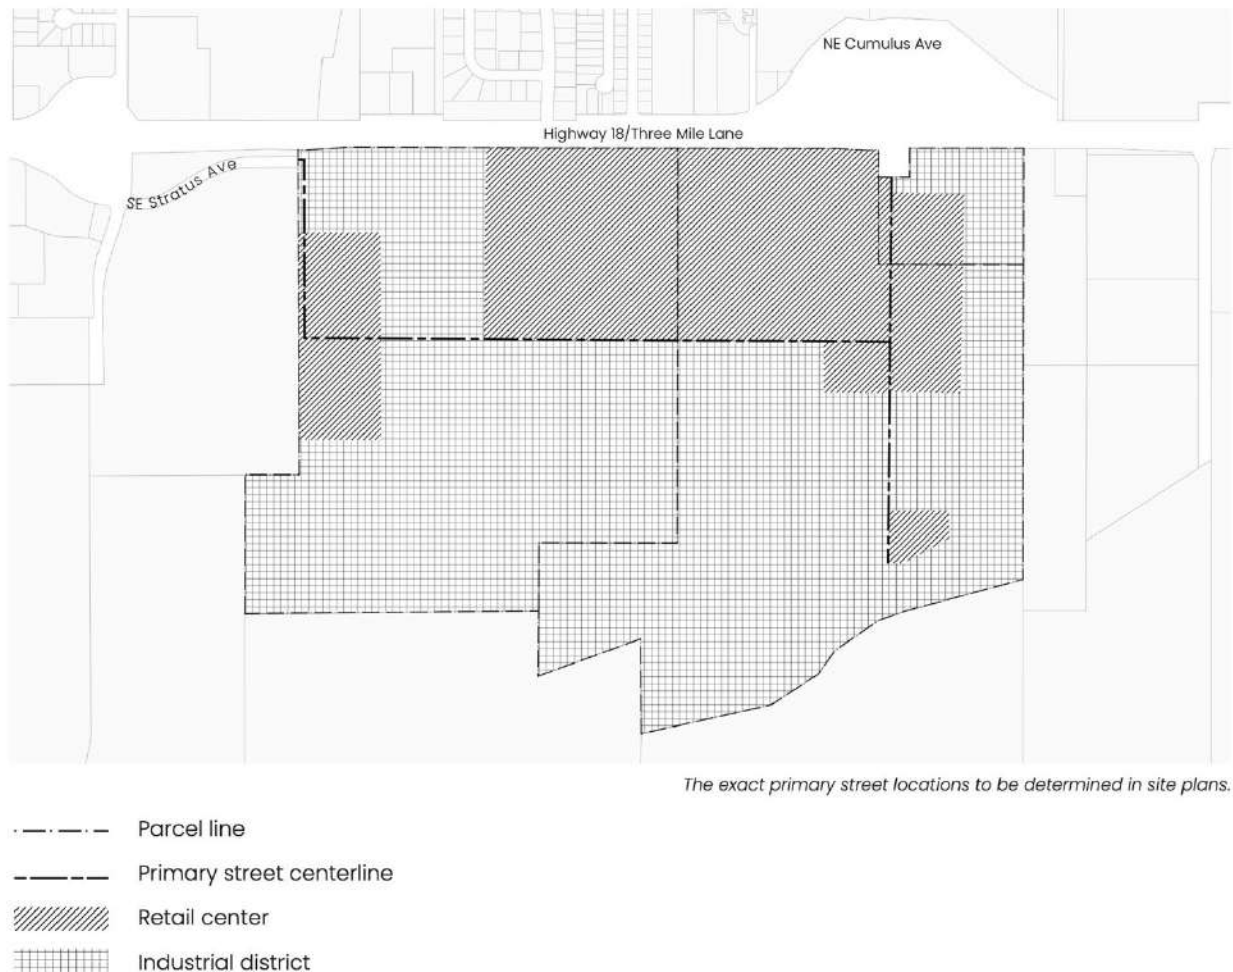 NE Cumulus Ave
Highway 18/Three Mile Lane
SE Stratus Ave
The exact primary street locations to be determined in site plans.
Parcel line
Primary street centerline
Retail center
Industrial district